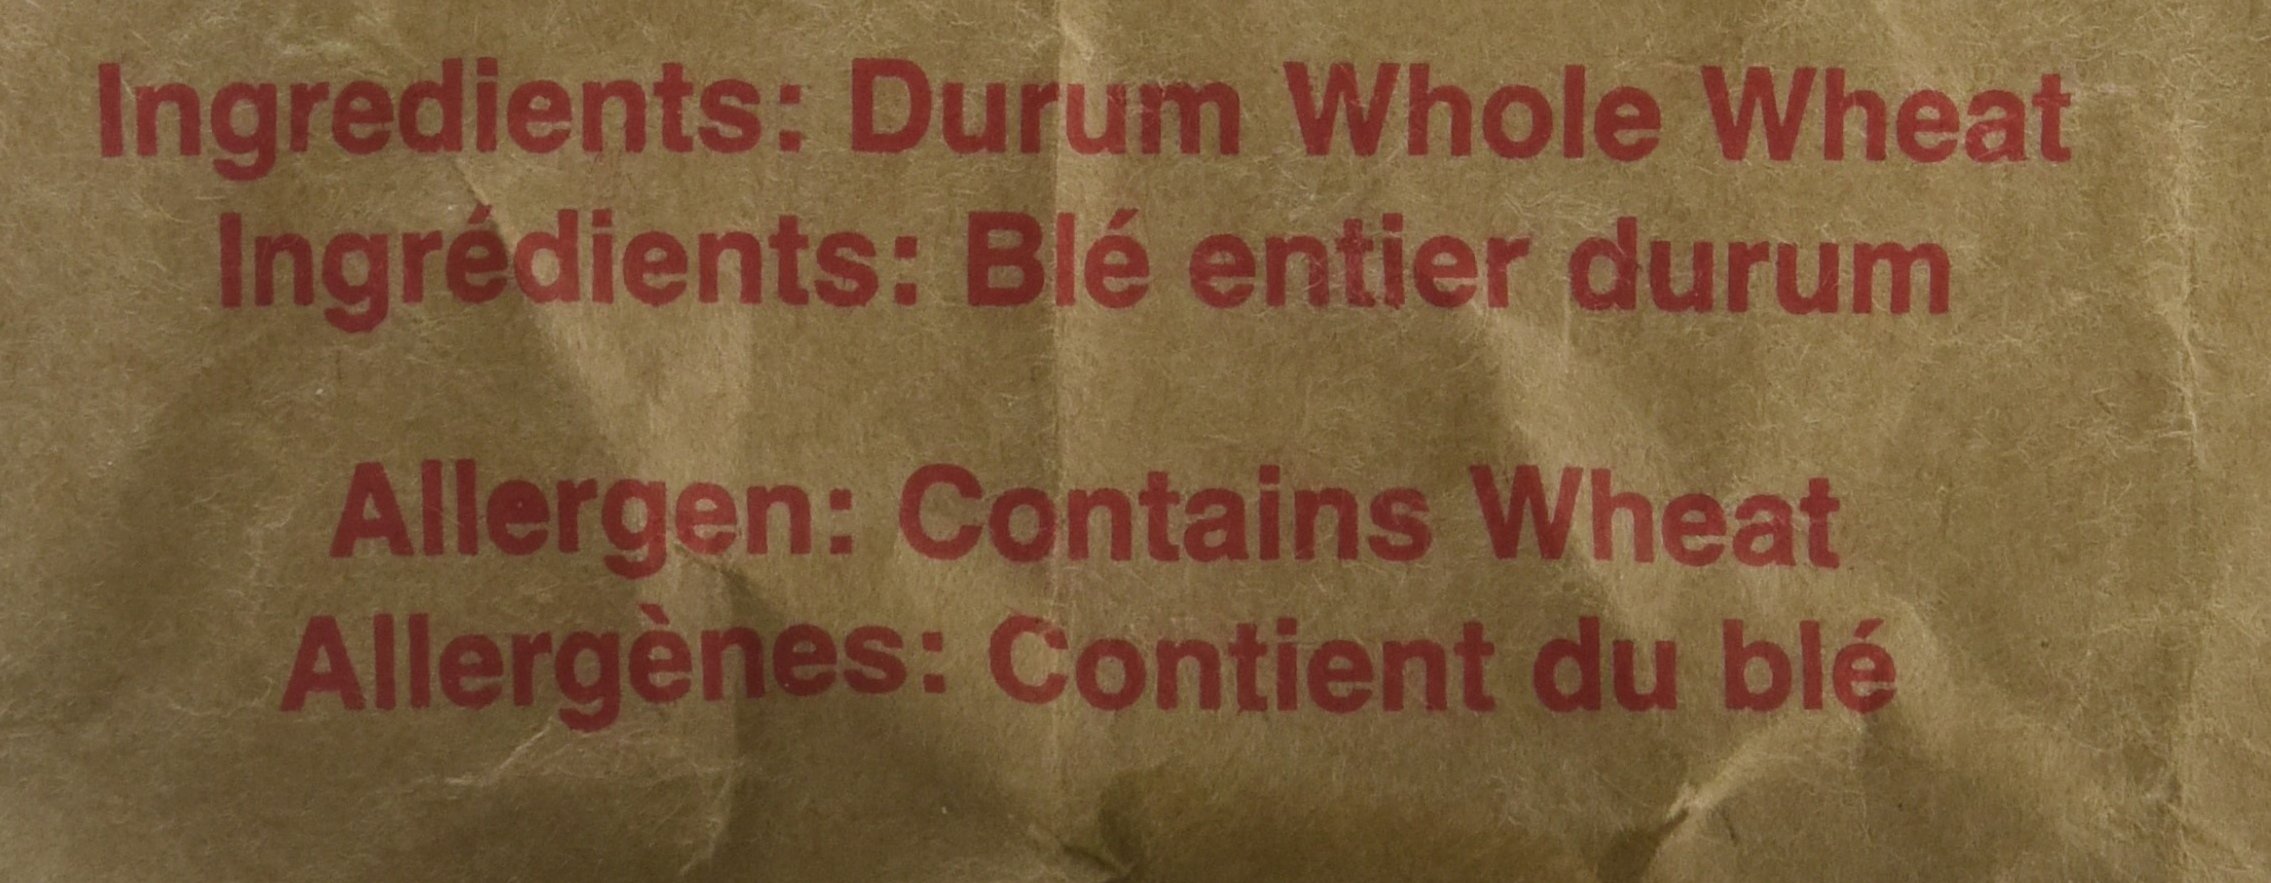 Ingredients: Durum Whole Wheat
Ingrédients: Blé entier durum
Allergen: Contains Wheat
Allergènes: Contient du blé